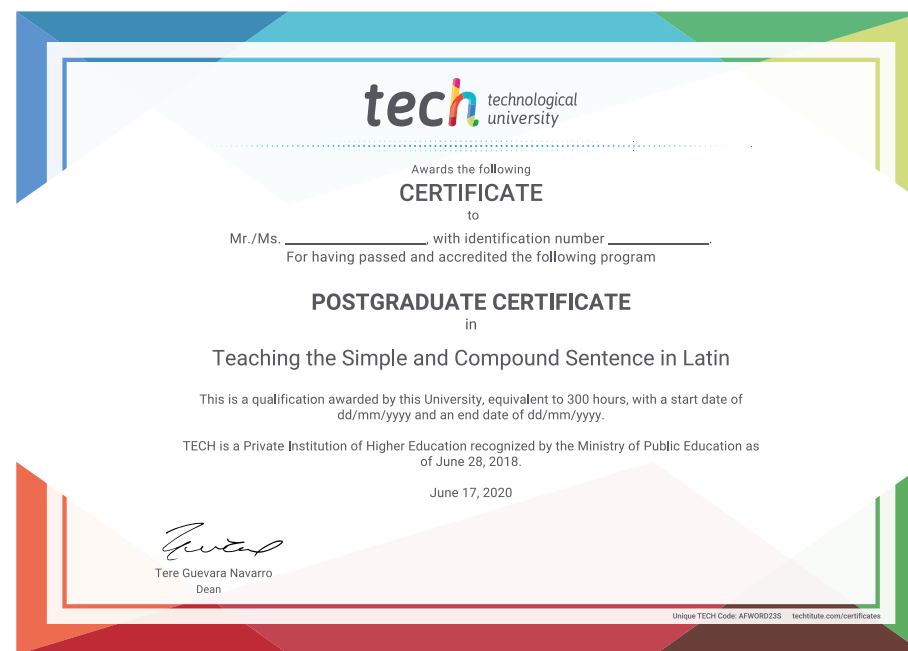 tech technological
university
Awards the following
CERTIFICATE
to
Mr./Ms. ____________________, with identification number ______________.
For having passed and accredited the following program
POSTGRADUATE CERTIFICATE
in
Teaching the Simple and Compound Sentence in Latin
This is a qualification awarded by this University, equivalent to 300 hours, with a start date of
dd/mm/yyyy and an end date of dd/mm/yyyy.
TECH is a Private Institution of Higher Education recognized by the Ministry of Public Education as
of June 28, 2018.
June 17, 2020
Tere Guevara Navarro
Dean
Unique TECH Code: AFWORD23S techtitute.com/certificates